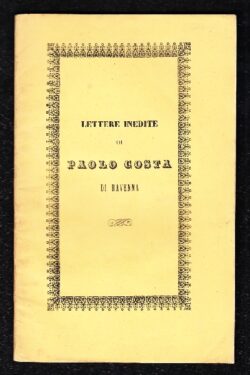 LETTERE INEDITE
DI
PAOLO COSTA
DI RAVENNA